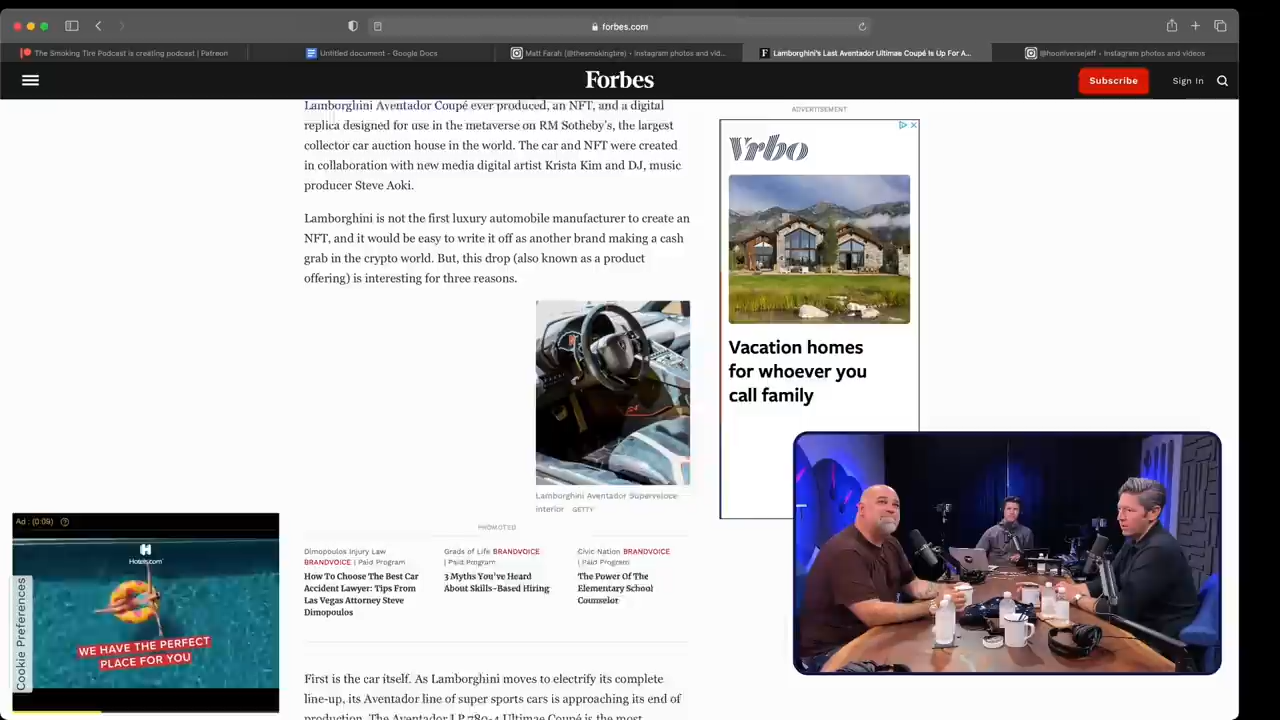 forbes.com
The Smoking Tire Podcast is creating podcast | Patreon
Untitled document - Google Docs
Matt Farah (@thesmokingtire) • Instagram photos and vid...
Lamborghini's Last Aventador Ultimae Coupé Is Up For A...
@hooniversejeff • Instagram photos and videos
Forbes
Subscribe
Sign In
Lamborghini Aventador Coupé ever produced, an NFT, and a digital
replica designed for use in the metaverse on RM Sotheby's, the largest
collector car auction house in the world. The car and NFT were created
in collaboration with new media digital artist Krista Kim and DJ, music
producer Steve Aoki.
Lamborghini is not the first luxury automobile manufacturer to create an
NFT, and it would be easy to write it off as another brand making a cash
grab in the crypto world. But, this drop (also known as a product
offering) is interesting for three reasons.
Lamborghini Aventador Superveloce
interior GETTY
PROMOTED
Dimopoulos Injury Law
BRANDVOICE | Paid Program
How To Choose The Best Car
Accident Lawyer: Tips From
Las Vegas Attorney Steve
Dimopoulos
Grads of Life BRANDVOICE
| Paid Program
3 Myths You've Heard
About Skills-Based Hiring
Civic Nation BRANDVOICE
| Paid Program
The Power Of The
Elementary School
Counselor
First is the car itself. As Lamborghini moves to electrify its complete
line-up, its Aventador line of super sports cars is approaching its end of
production. The Aventador LP 780-4 Ultimae Coupé is the most
ADVERTISEMENT
Vrbo
Vacation homes
for whoever you
call family
Ad : (0:09)
Hotels.com
WE HAVE THE PERFECT
PLACE FOR YOU
Cookie Preferences